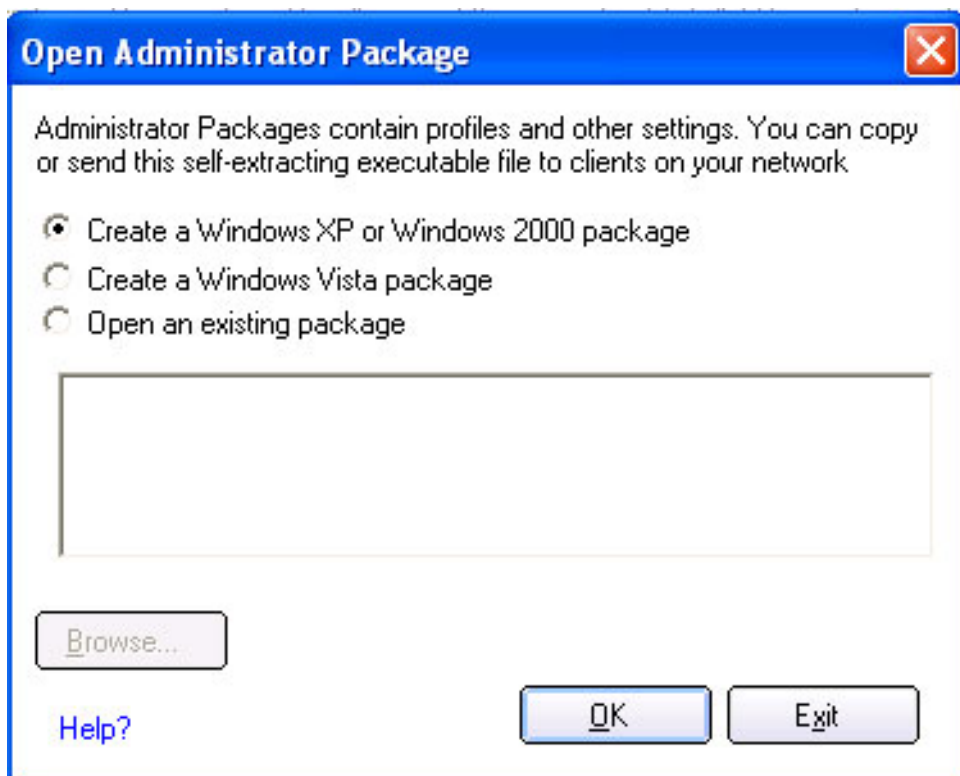 Open Administrator Package
Administrator Packages contain profiles and other settings. You can copy
or send this self-extracting executable file to clients on your network
Create a Windows XP or Windows 2000 package
Create a Windows Vista package
Open an existing package
Browse...
Help?
OK
Exit